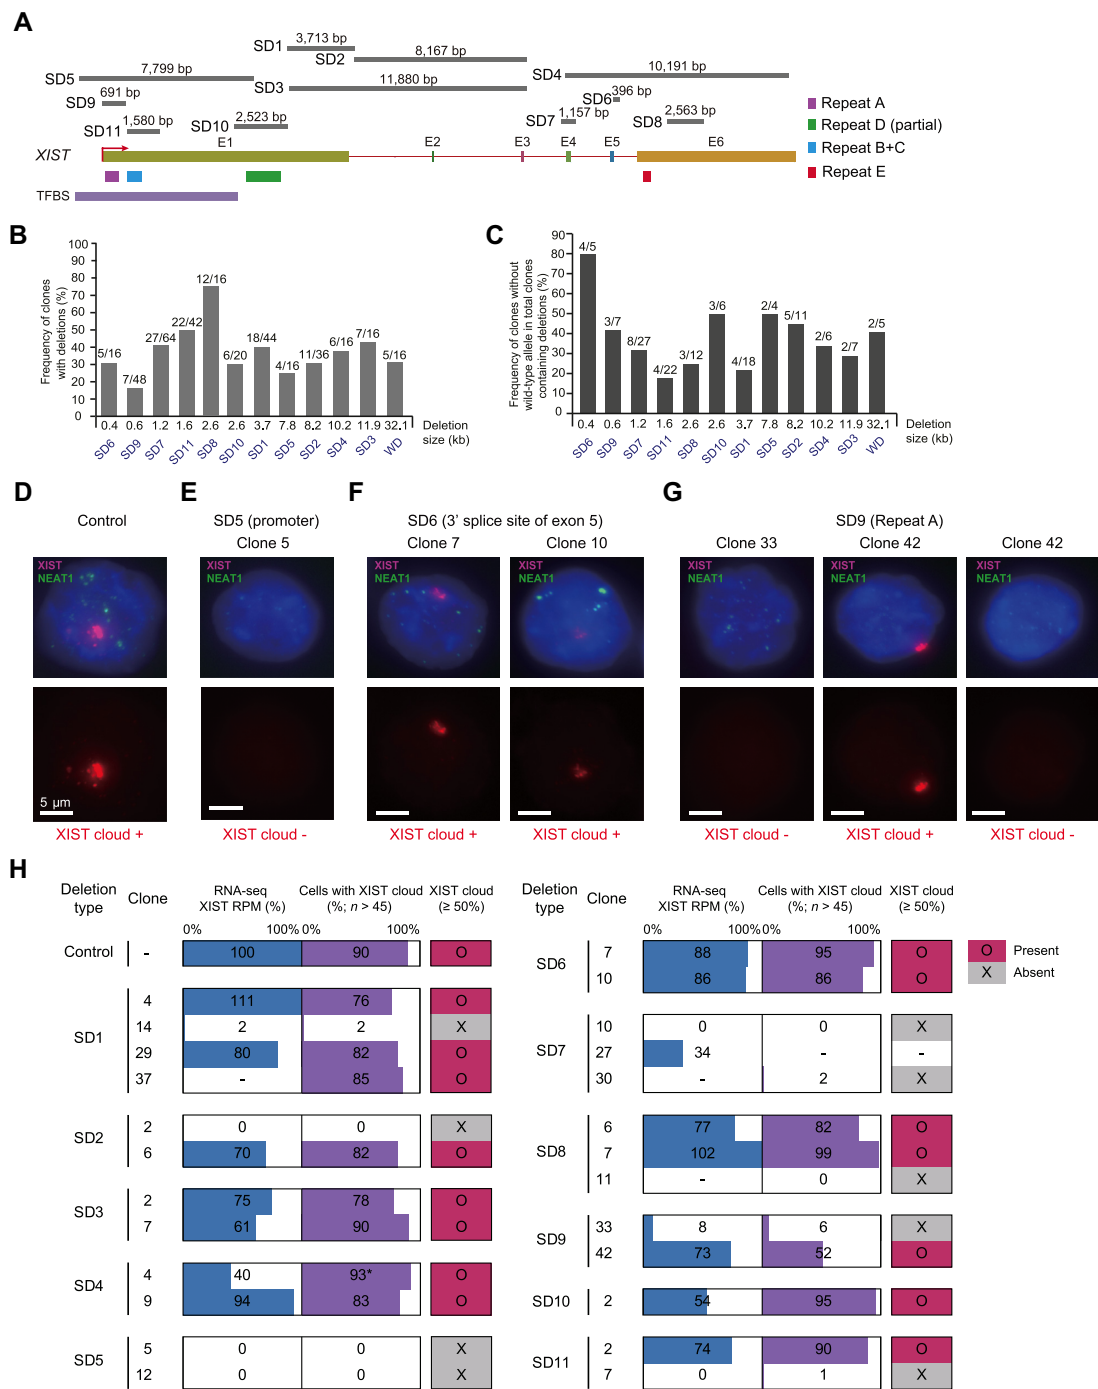 A
SD1 3,713 bp
SD2 8,167 bp
SD5 7,799 bp
SD3 11,880 bp
SD4 10,191 bp
SD9 691 bp
SD6 396 bp
SD11 1,580 bp
SD10 2,523 bp
SD7 1,157 bp
SD8 2,563 bp
XIST E1 E2 E3 E4 E5 E6
TFBS
Repeat A
Repeat D (partial)
Repeat B+C
Repeat E
B
Frequency of clones
with deletions (%)
100
90
80
70
60
50
40
30
20
10
0
5/16 7/48 27/64 22/42 12/16 6/20 18/44 4/16 11/36 6/16 7/16 5/16
0.4 0.6 1.2 1.6 2.6 2.6 3.7 7.8 8.2 10.2 11.9 32.1
Deletion
size (kb)
SD6 SD9 SD7 SD11 SD8 SD10 SD1 SD5 SD2 SD4 SD3 WD
C
Frequency of clones without
wild-type allele in total clones
containing deletions (%)
90
80
70
60
50
40
30
20
10
0
4/5 3/7 8/27 4/22 3/12 3/6 4/18 2/4 5/11 2/6 2/7 2/5
0.4 0.6 1.2 1.6 2.6 2.6 3.7 7.8 8.2 10.2 11.9 32.1
Deletion
size (kb)
SD6 SD9 SD7 SD11 SD8 SD10 SD1 SD5 SD2 SD4 SD3 WD
D
Control
XIST
NEAT1
5 µm
XIST cloud +
E
SD5 (promoter)
Clone 5
XIST
NEAT1
XIST cloud -
F
SD6 (3' splice site of exon 5)
Clone 7 Clone 10
XIST
NEAT1
XIST
NEAT1
XIST cloud + XIST cloud +
G
SD9 (Repeat A)
Clone 33 Clone 42 Clone 42
XIST
NEAT1
XIST
NEAT1
XIST
NEAT1
XIST cloud - XIST cloud + XIST cloud -
H
Deletion
type
Clone
RNA-seq
XIST RPM (%)
Cells with XIST cloud
(%; n > 45)
XIST cloud
(≥ 50%)
0% 100% 0% 100%
Control - 100 90 O
SD1
4 111 76 O
14 2 2 X
29 80 82 O
37 - 85 O
SD2
2 0 0 X
6 70 82 O
SD3
2 75 78 O
7 61 90 O
SD4
4 40 93* O
9 94 83 O
SD5
5 0 0 X
12 0 0 X
Deletion
type
Clone
RNA-seq
XIST RPM (%)
Cells with XIST cloud
(%; n > 45)
XIST cloud
(≥ 50%)
0% 100% 0% 100%
SD6
7 88 95 O
10 86 86 O
SD7
10 0 0 X
27 34 - -
30 - 2 X
SD8
6 77 82 O
7 102 99 O
11 - 0 X
SD9
33 8 6 X
42 73 52 O
SD10 2 54 95 O
SD11
2 74 90 O
7 0 1 X
O Present
X Absent